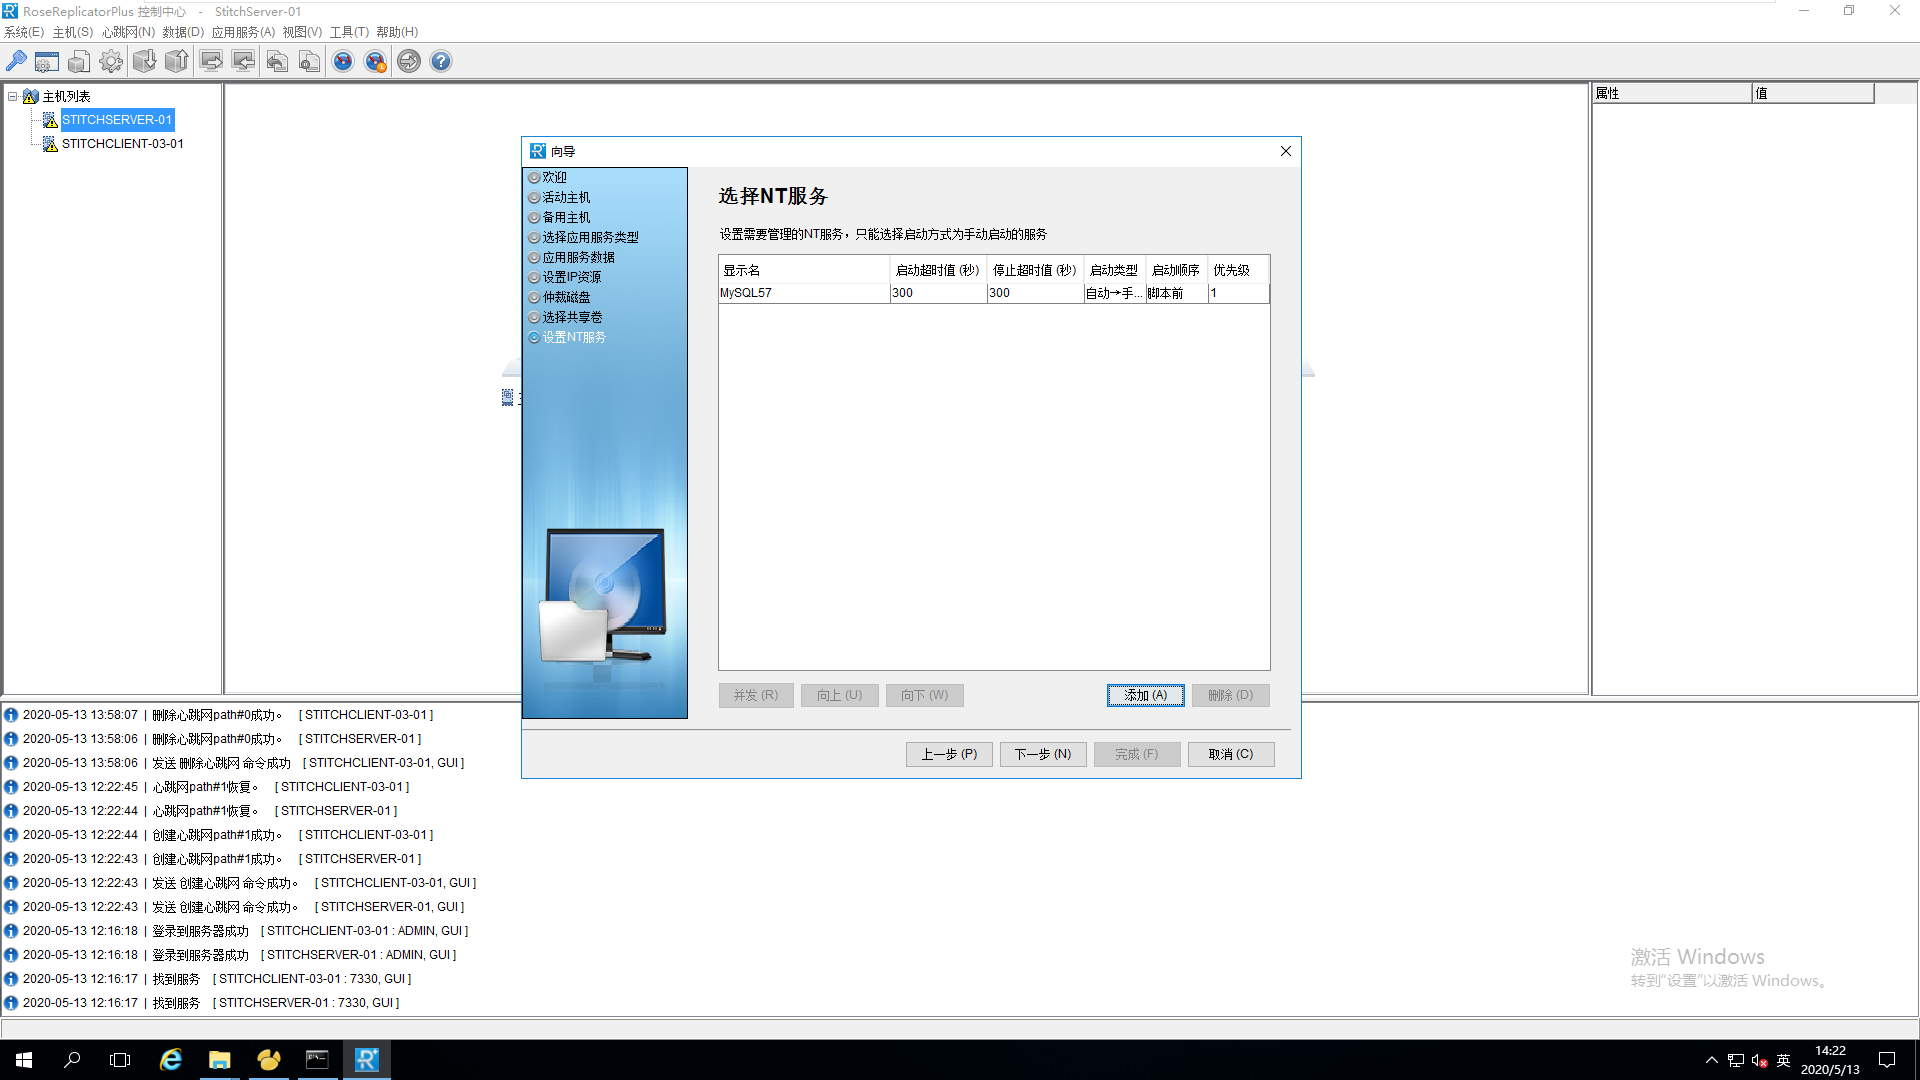 RoseReplicatorPlus 控制中心 - StitchServer-01
系统(E) 主机(S) 心跳网(N) 数据(D) 应用服务(A) 视图(V) 工具(T) 帮助(H)
主机列表
STITCHSERVER-01
STITCHCLIENT-03-01
属性 值
向导
欢迎
活动主机
备用主机
选择应用服务类型
应用服务数据
设置IP资源
仲裁磁盘
选择共享卷
设置NT服务
选择NT服务
设置需要管理的NT服务，只能选择启动方式为手动启动的服务
显示名 启动超时值 (秒) 停止超时值 (秒) 启动类型 启动顺序 优先级
MySQL57 300 300 自动→手... 脚本前 1
并发 (R) 向上 (U) 向下 (W) 添加 (A) 删除 (D)
上一步 (P) 下一步 (N) 完成 (F) 取消 (C)
2020-05-13 13:58:07 | 删除心跳网path#0成功。 [ STITCHCLIENT-03-01 ]
2020-05-13 13:58:06 | 删除心跳网path#0成功。 [ STITCHSERVER-01 ]
2020-05-13 13:58:06 | 发送 删除心跳网 命令成功 [ STITCHCLIENT-03-01, GUI ]
2020-05-13 12:22:45 | 心跳网path#1恢复。 [ STITCHCLIENT-03-01 ]
2020-05-13 12:22:44 | 心跳网path#1恢复。 [ STITCHSERVER-01 ]
2020-05-13 12:22:44 | 创建心跳网path#1成功。 [ STITCHCLIENT-03-01 ]
2020-05-13 12:22:43 | 创建心跳网path#1成功。 [ STITCHSERVER-01 ]
2020-05-13 12:22:43 | 发送 创建心跳网 命令成功。 [ STITCHCLIENT-03-01, GUI ]
2020-05-13 12:22:43 | 发送 创建心跳网 命令成功。 [ STITCHSERVER-01, GUI ]
2020-05-13 12:16:18 | 登录到服务器成功 [ STITCHCLIENT-03-01 : ADMIN, GUI ]
2020-05-13 12:16:18 | 登录到服务器成功 [ STITCHSERVER-01 : ADMIN, GUI ]
2020-05-13 12:16:17 | 找到服务 [ STITCHCLIENT-03-01 : 7330, GUI ]
2020-05-13 12:16:17 | 找到服务 [ STITCHSERVER-01 : 7330, GUI ]
激活 Windows
转到“设置”以激活 Windows。
英
14:22
2020/5/13